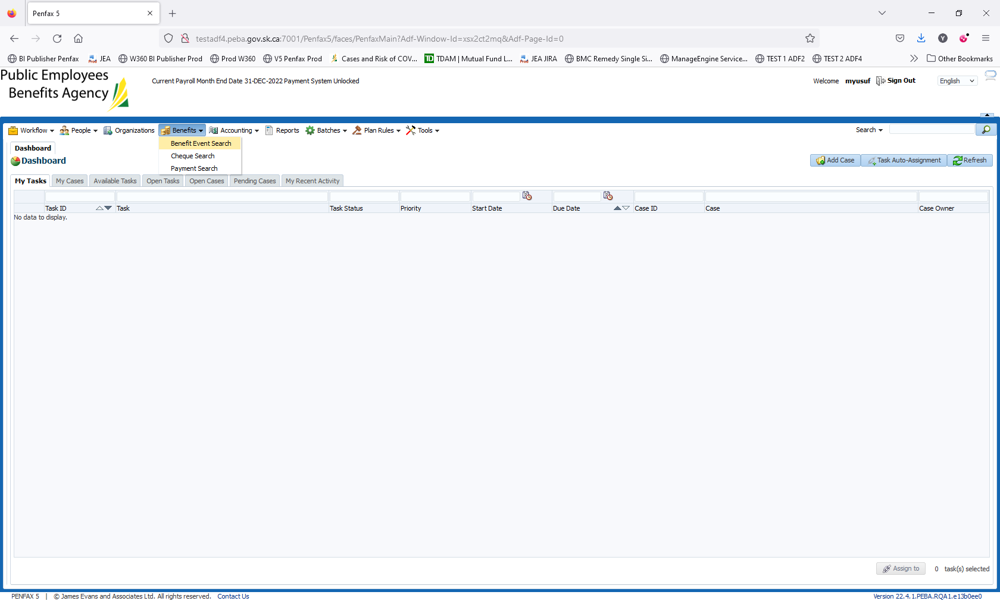 Penfax 5
testadf4.peba.gov.sk.ca:7001/Penfax5/faces/PenfaxMain?Adf-Window-Id=xsx2ct2mq&Adf-Page-Id=0
Y
BI Publisher Penfax JEA W360 BI Publisher Prod Prod W360 V5 Penfax Prod Cases and Risk of COV... TD TDAM | Mutual Fund L... JEA JIRA BMC Remedy Single Si... ManageEngine Service... TEST 1 ADF2 TEST 2 ADF4 Other Bookmarks
Public Employees
Benefits Agency
Current Payroll Month End Date 31-DEC-2022 Payment System Unlocked
Welcome myusuf Sign Out English
Workflow People Organizations Benefits Accounting Reports Batches Plan Rules Tools Search
Benefit Event Search
Cheque Search
Payment Search
Dashboard
Dashboard
Add Case Task Auto-Assignment Refresh
My Tasks My Cases Available Tasks Open Tasks Open Cases Pending Cases My Recent Activity
Task ID Task Task Status Priority Start Date Due Date Case ID Case Case Owner
No data to display.
Assign to 0 task(s) selected
PENFAX 5 | © James Evans and Associates Ltd. All rights reserved. Contact Us Version 22.4.1.PEBA.RQA1.e13b0ee0